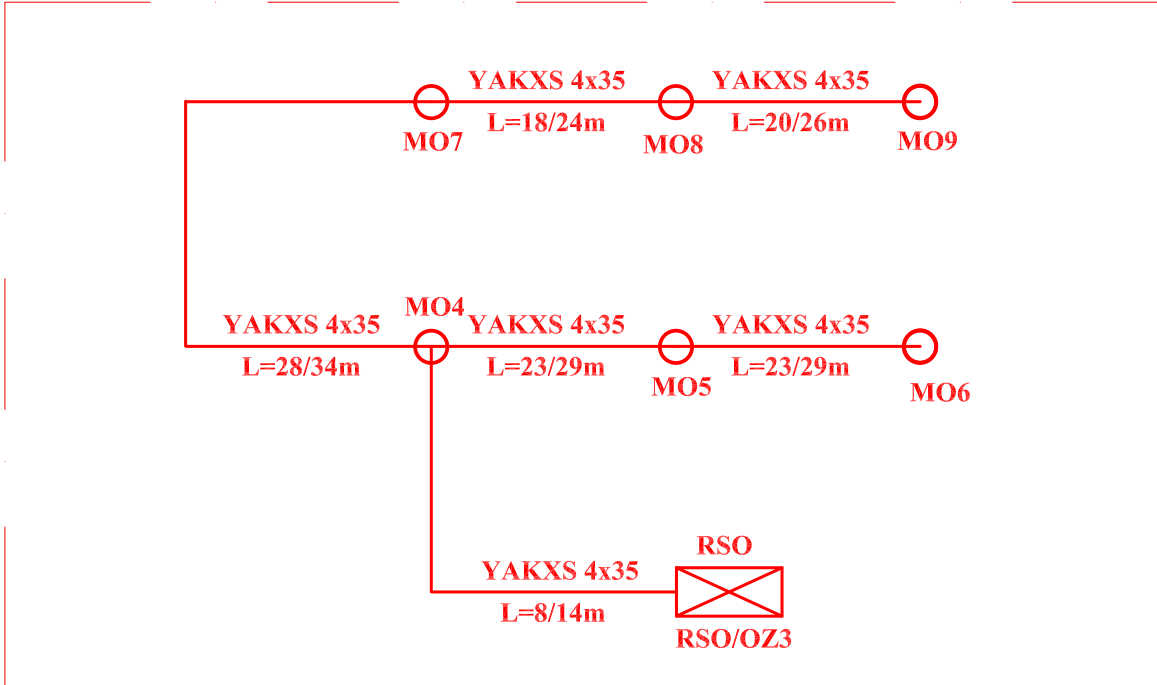 YAKXS 4x35
YAKXS 4x35
L=18/24m
L=20/26m
MO7
MO8
MO9
MO4
YAKXS 4x35
YAKXS 4x35
YAKXS 4x35
L=28/34m
L=23/29m
L=23/29m
MO5
MO6
RSO
YAKXS 4x35
L=8/14m
RSO/OZ3